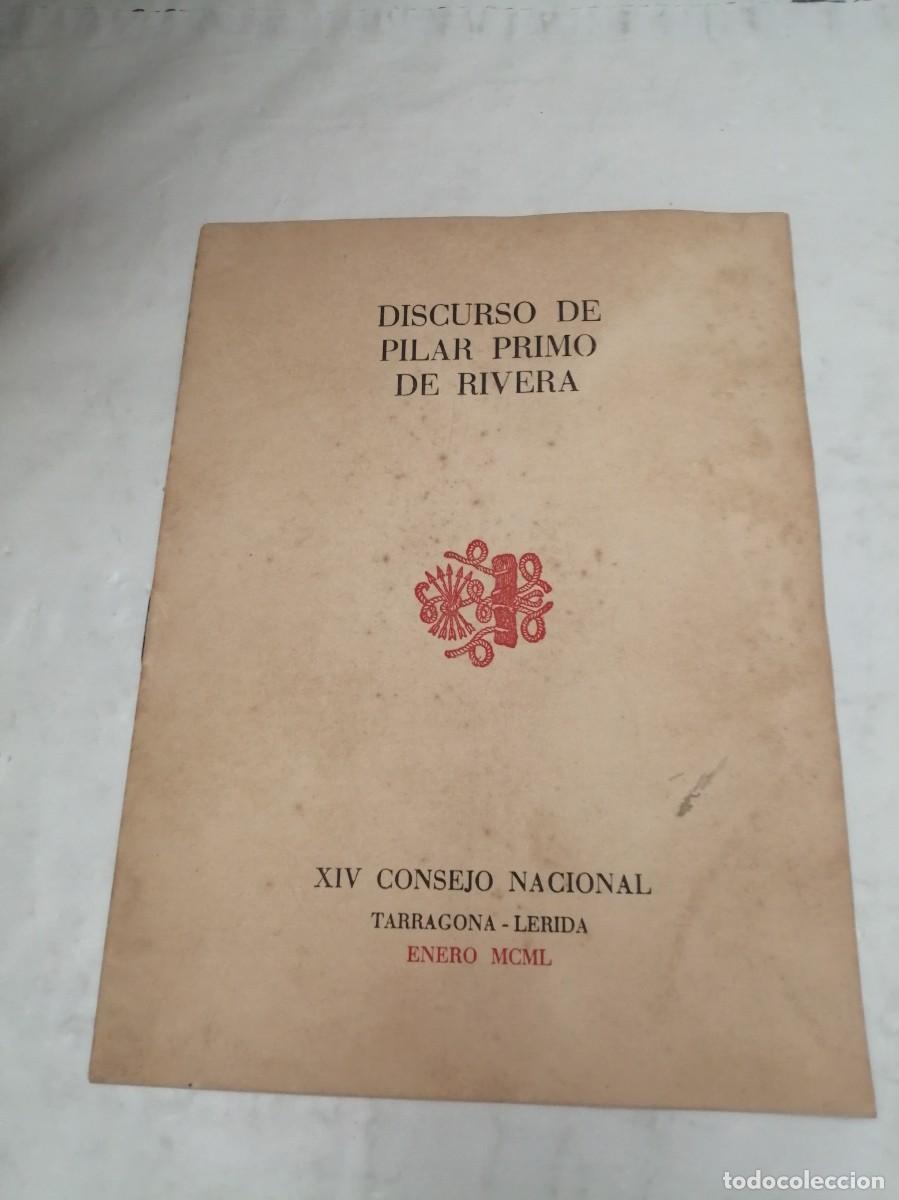 DISCURSO DE
PILAR PRIMO
DE RIVERA
XIV CONSEJO NACIONAL
TARRAGONA - LERIDA
ENERO MCML
todocoleccion